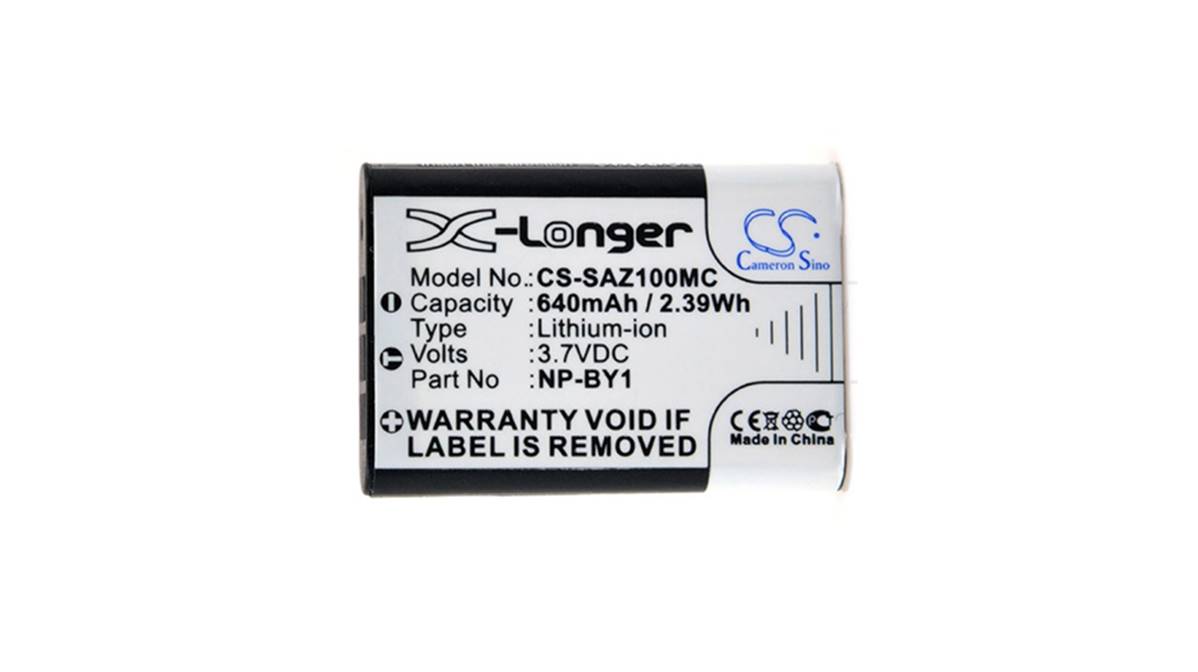 X-Longer
CS.
Cameron Sino
Model No.:CS-SAZ100MC
Capacity :640mAh / 2.39Wh
Type :Lithium-ion
Volts :3.7VDC
Part No :NP-BY1
T
WARRANTY VOID IF
LABEL IS REMOVED
CE
Made In China